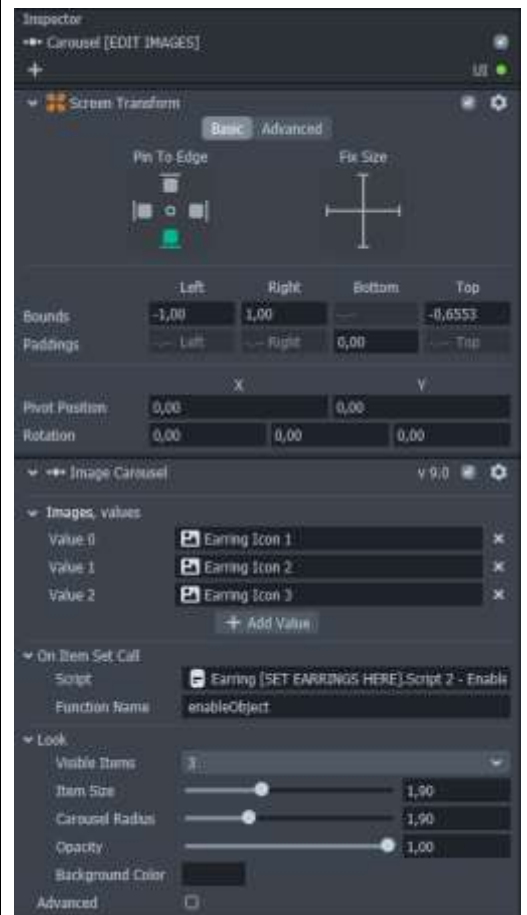 Inspector
Carousel [EDIT IMAGES]
+ UI
Screen Transform
Basic Advanced
Pin To Edge Fix Size
Left Right Bottom Top
Bounds -1,00 1,00 -.-- -0,6553
Paddings -.-- Left -.-- Right 0,00 -.-- Top
X Y
Pivot Position 0,00 0,00
Rotation 0,00 0,00 0,00
Image Carousel v 9.0
Images, values
Value 0 Earring Icon 1
Value 1 Earring Icon 2
Value 2 Earring Icon 3
+ Add Value
On Item Set Call
Script Earring [SET EARRINGS HERE].Script 2 - Enable
Function Name enableObject
Look
Visible Items 3
Item Size 1,90
Carousel Radius 1,90
Opacity 1,00
Background Color
Advanced